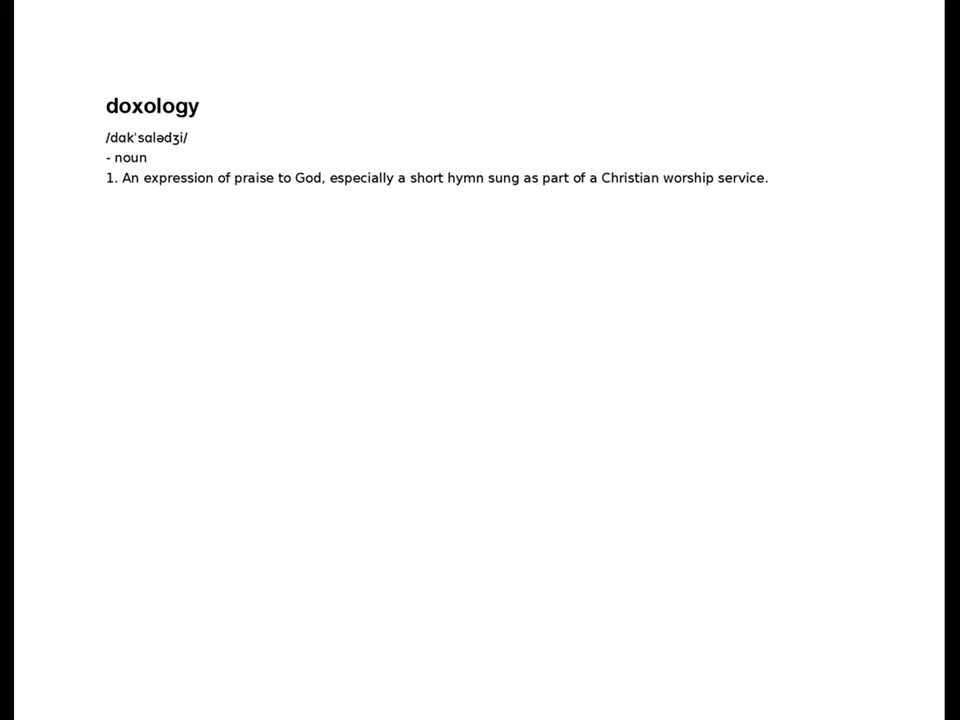 doxology
/dɑkˈsɑlədʒi/
- noun
1. An expression of praise to God, especially a short hymn sung as part of a Christian worship service.